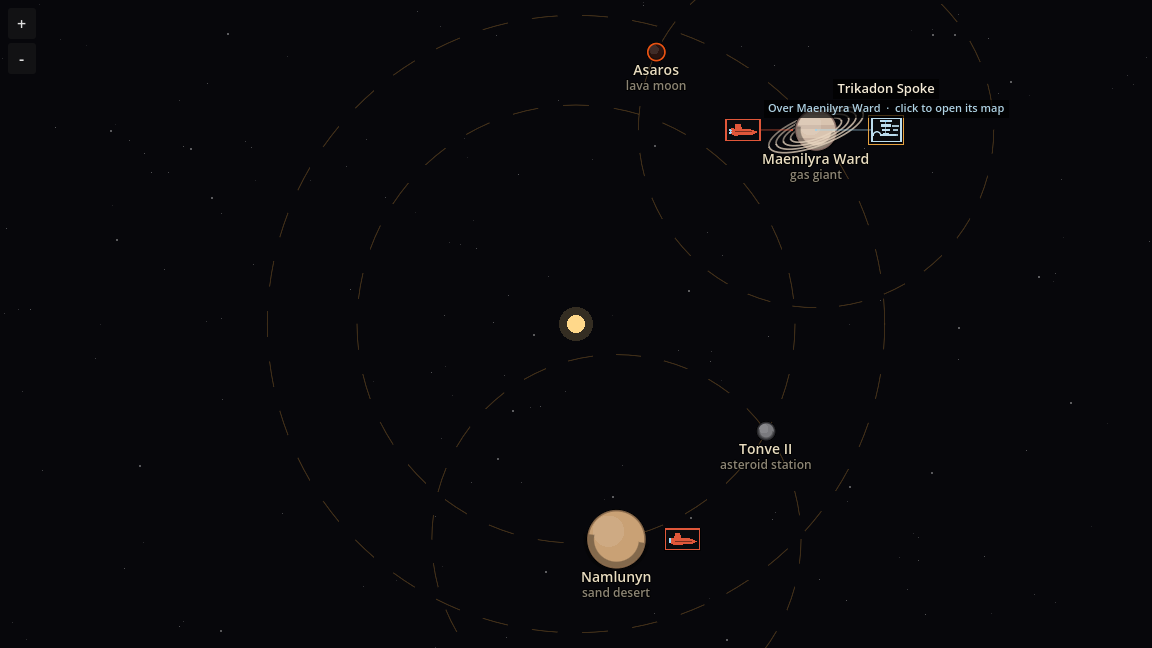 +
-
Asaros
lava moon
Trikadon Spoke
Over Maenilyra Ward · click to open its map
Maenilyra Ward
gas giant
Tonve II
asteroid station
Namlunyn
sand desert